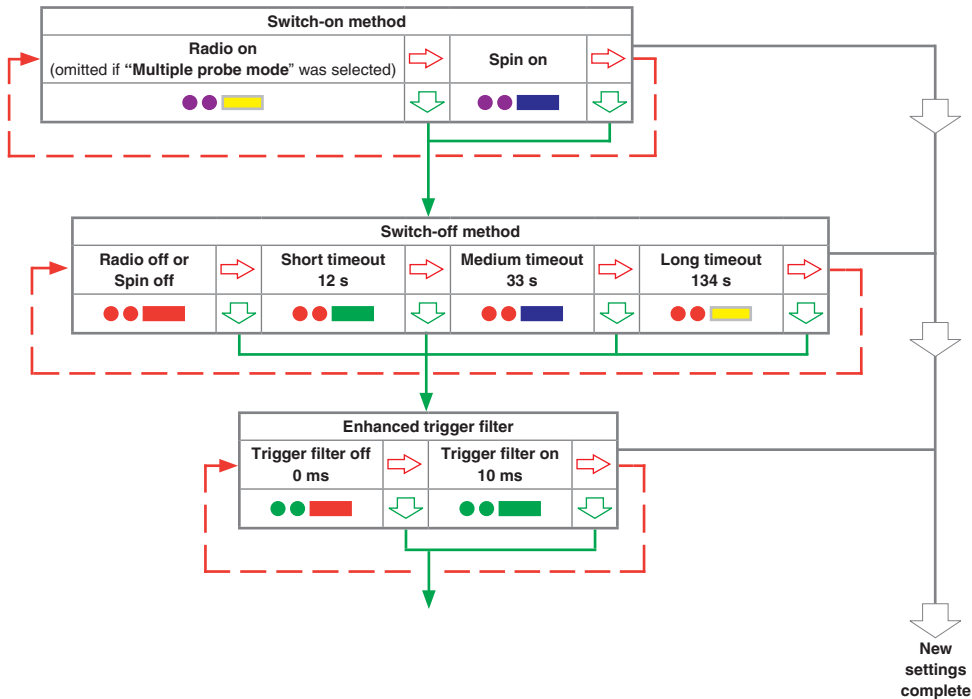 Switch-on method
Radio on
(omitted if “Multiple probe mode” was selected)
Spin on
Switch-off method
Radio off or
Spin off
Short timeout
12 s
Medium timeout
33 s
Long timeout
134 s
Enhanced trigger filter
Trigger filter off
0 ms
Trigger filter on
10 ms
New
settings
complete